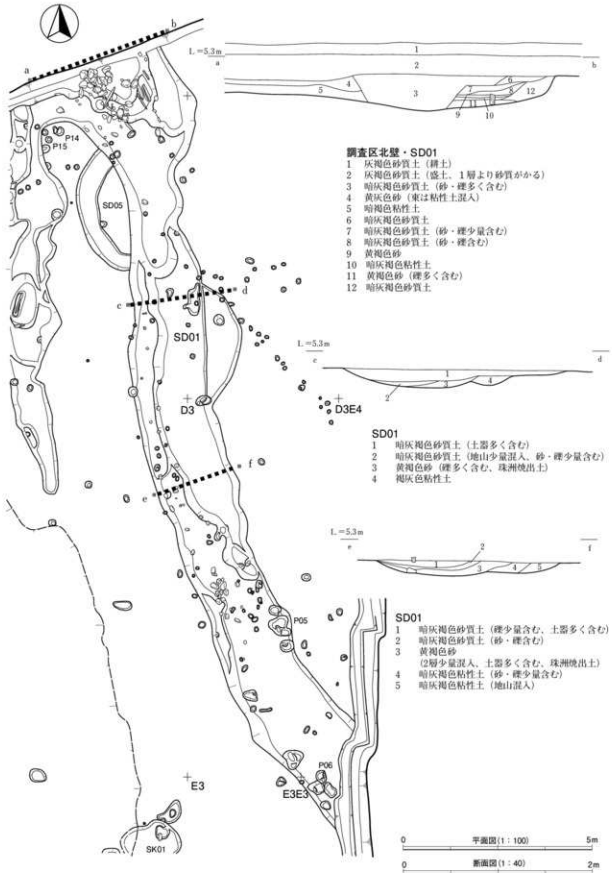 a
b
L=5.3m
a
b
1
2
3
4
5
6
7
8
9
10
11
12
調査区北壁・SD01
1 灰褐色砂質土（耕土）
2 灰褐色砂質土（盛土、1層より砂質がかる）
3 暗灰褐色砂質土（砂・礫多く含む）
4 黄灰色砂（東は粘性土混入）
5 暗褐色粘性土
6 暗灰褐色砂質土
7 暗灰褐色砂質土（砂・礫少量含む）
8 暗灰褐色砂質土（砂・礫含む）
9 黄褐色砂
10 暗灰褐色粘性土
11 黄褐色砂（礫多く含む）
12 暗灰褐色砂質土
P14
P15
SD05
c
d
SD01
D3
D3E4
L=5.3m
c
d
1
2
3
4
SD01
1 暗灰褐色砂質土（土器多く含む）
2 暗灰褐色砂質土（地山少量混入、砂・礫少量含む）
3 黄褐色砂（礫多く含む、珠洲焼出土）
4 褐灰色粘性土
e
f
L=5.3m
e
f
1
2
3
4
5
SD01
1 暗灰褐色砂質土（礫少量含む、土器多く含む）
2 暗灰褐色砂質土（砂・礫含む）
3 黄褐色砂
（2層少量混入、土器多く含む、珠洲焼出土）
4 暗灰褐色粘性土（砂・礫少量含む）
5 暗灰褐色粘性土（地山混入）
P05
P06
E3
E3E3
SK01
0 平面図(1：100) 5m
0 断面図(1：40) 2m